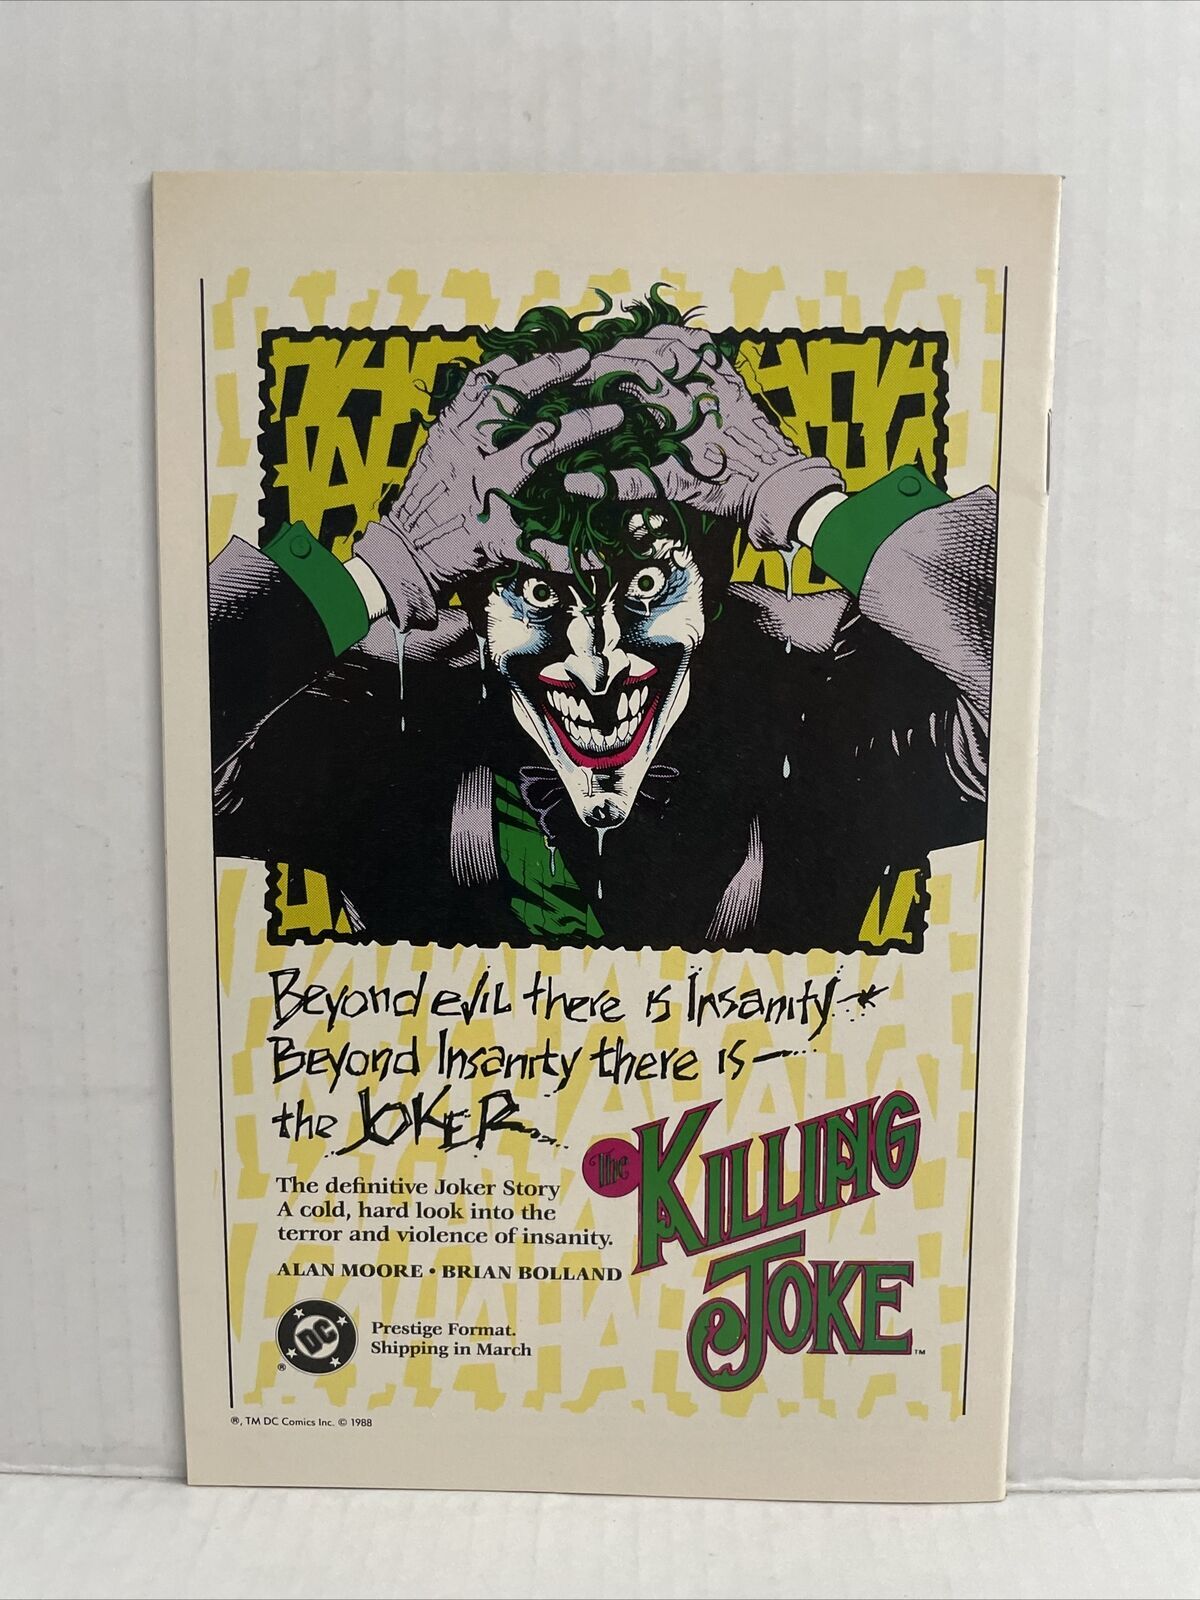 Beyond evil there is Insanity—
Beyond Insanity there is—
the JOKER...
The definitive Joker Story
A cold, hard look into the
terror and violence of insanity.
ALAN MOORE • BRIAN BOLLAND
The
KILLING
JOKE™
DC
®
Prestige Format.
Shipping in March
®, TM DC Comics Inc. © 1988